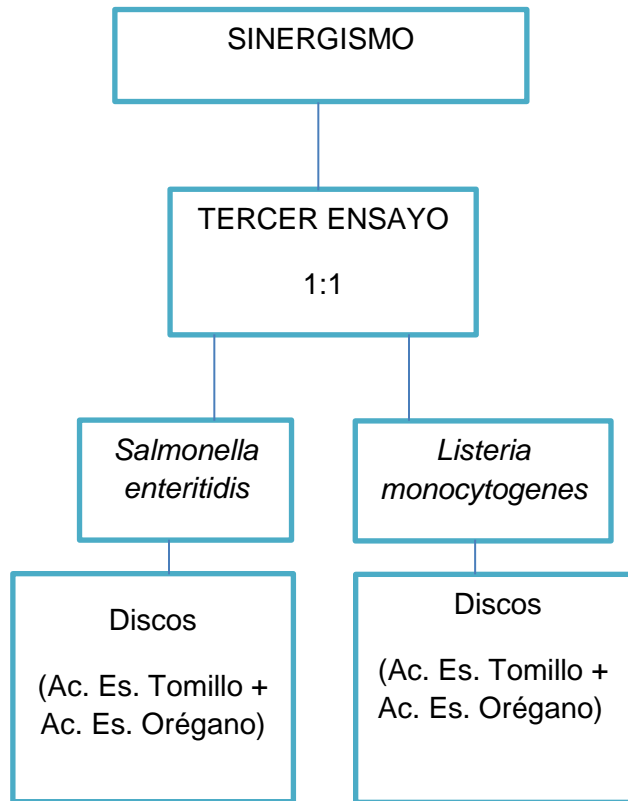 SINERGISMO
TERCER ENSAYO
1:1
Salmonella
enteritidis
Listeria
monocytogenes
Discos
(Ac. Es. Tomillo +
Ac. Es. Orégano)
Discos
(Ac. Es. Tomillo +
Ac. Es. Orégano)